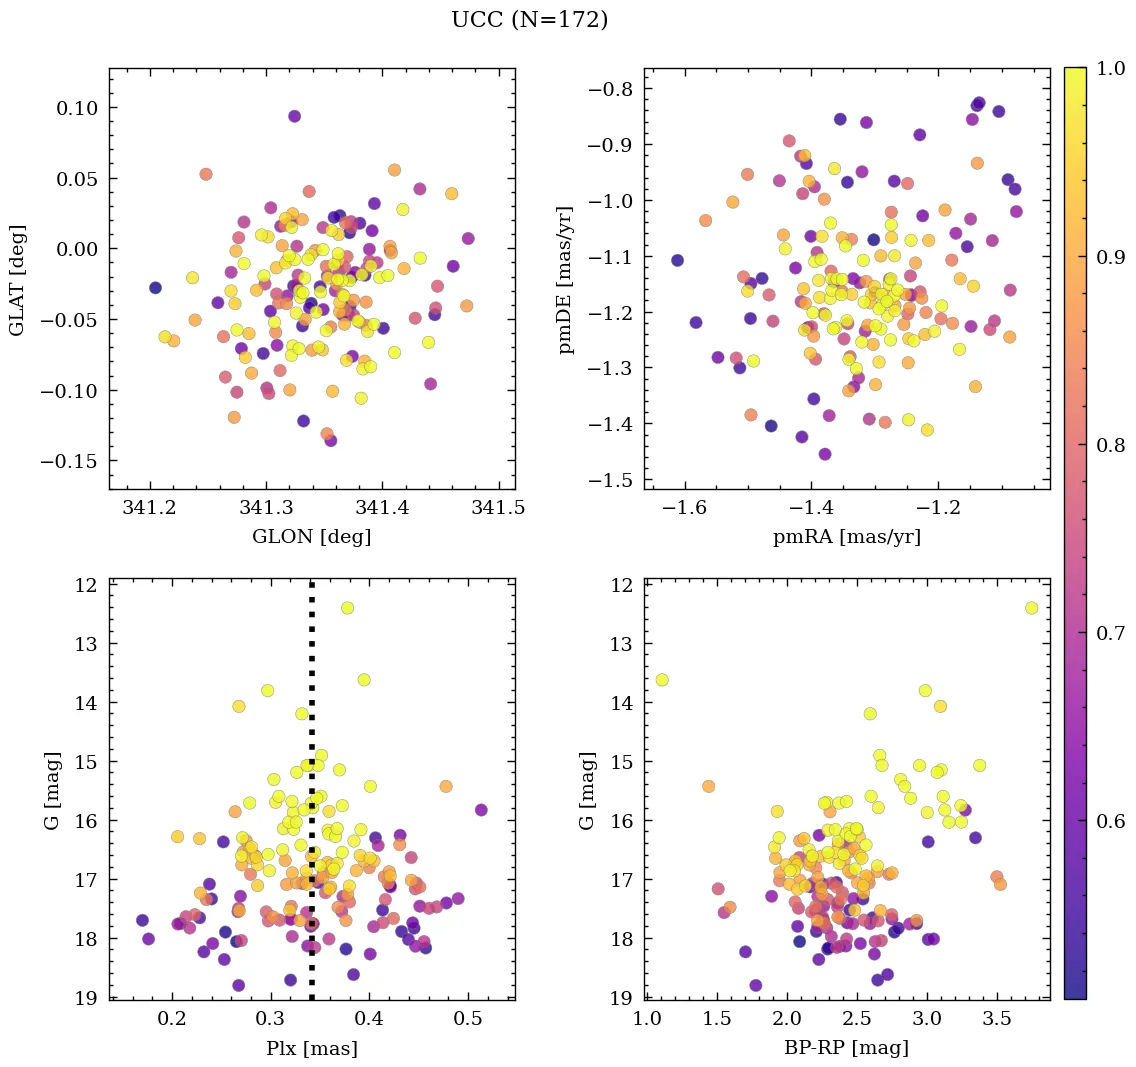 UCC (N=172)
0.10
0.05
0.00
−0.05
−0.10
−0.15
GLAT [deg]
341.2 341.3 341.4 341.5
GLON [deg]
−0.8
−0.9
−1.0
−1.1
−1.2
−1.3
−1.4
−1.5
pmDE [mas/yr]
−1.6 −1.4 −1.2
pmRA [mas/yr]
1.0
0.9
0.8
0.7
0.6
12
13
14
15
16
17
18
19
G [mag]
0.2 0.3 0.4 0.5
Plx [mas]
12
13
14
15
16
17
18
19
G [mag]
1.0 1.5 2.0 2.5 3.0 3.5
BP-RP [mag]